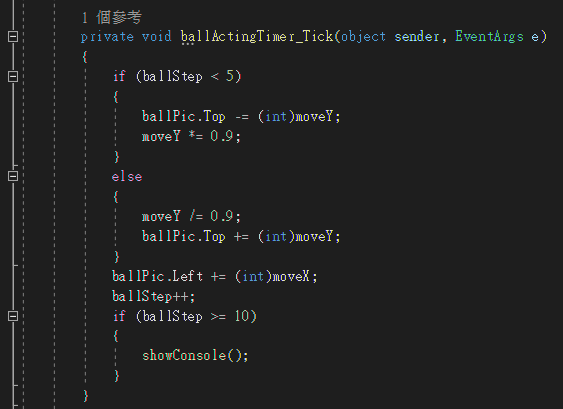 1 個參考
private void ballActingTimer_Tick(object sender, EventArgs e)
{
if (ballStep < 5)
{
ballPic.Top -= (int)moveY;
moveY *= 0.9;
}
else
{
moveY /= 0.9;
ballPic.Top += (int)moveY;
}
ballPic.Left += (int)moveX;
ballStep++;
if (ballStep >= 10)
{
showConsole();
}
}